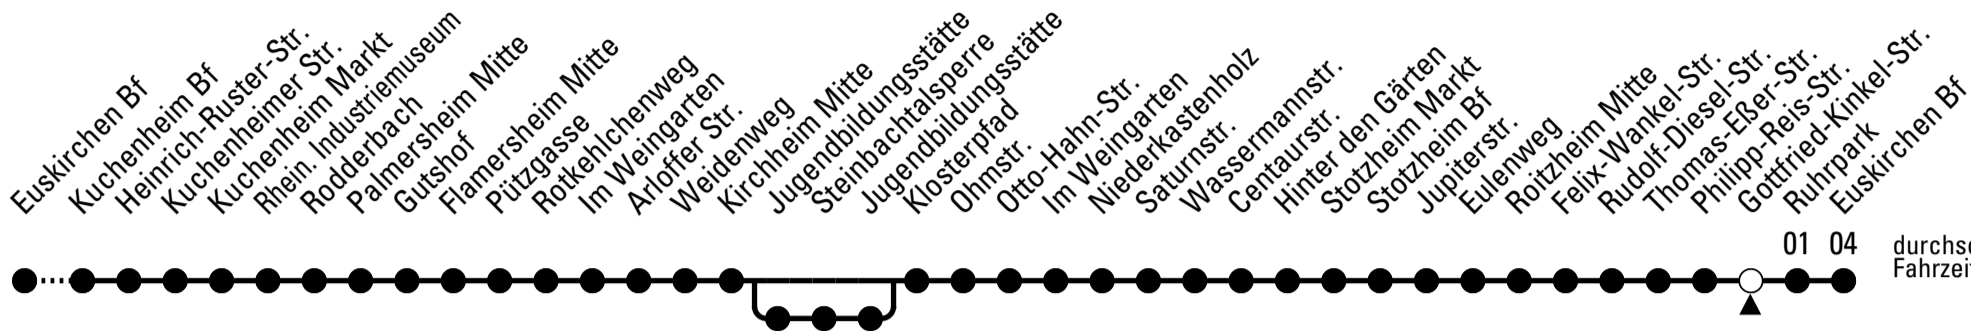 Euskirchen Bf
Kuchenheim Bf
Heinrich-Ruster-Str.
Kuchenheimer Str.
Kuchenheim Markt
Rhein. Industriemuseum
Rodderbach
Palmersheim Mitte
Gutshof
Flamersheim Mitte
Pützgasse
Rotkehlchenweg
Im Weingarten
Arloffer Str.
Weidenweg
Kirchheim Mitte
Jugendbildungsstätte
Steinbachtalsperre
Jugendbildungsstätte
Klosterpfad
Ohmstr.
Otto-Hahn-Str.
Im Weingarten
Niederkastenholz
Saturnstr.
Wassermannstr.
Centaurstr.
Hinter den Gärten
Stotzheim Markt
Stotzheim Bf
Jupiterstr.
Eulenweg
Roitzheim Mitte
Felix-Wankel-Str.
Rudolf-Diesel-Str.
Thomas-Eßer-Str.
Philipp-Reis-Str.
Gottfried-Kinkel-Str.
Ruhrpark
Euskirchen Bf
01 04